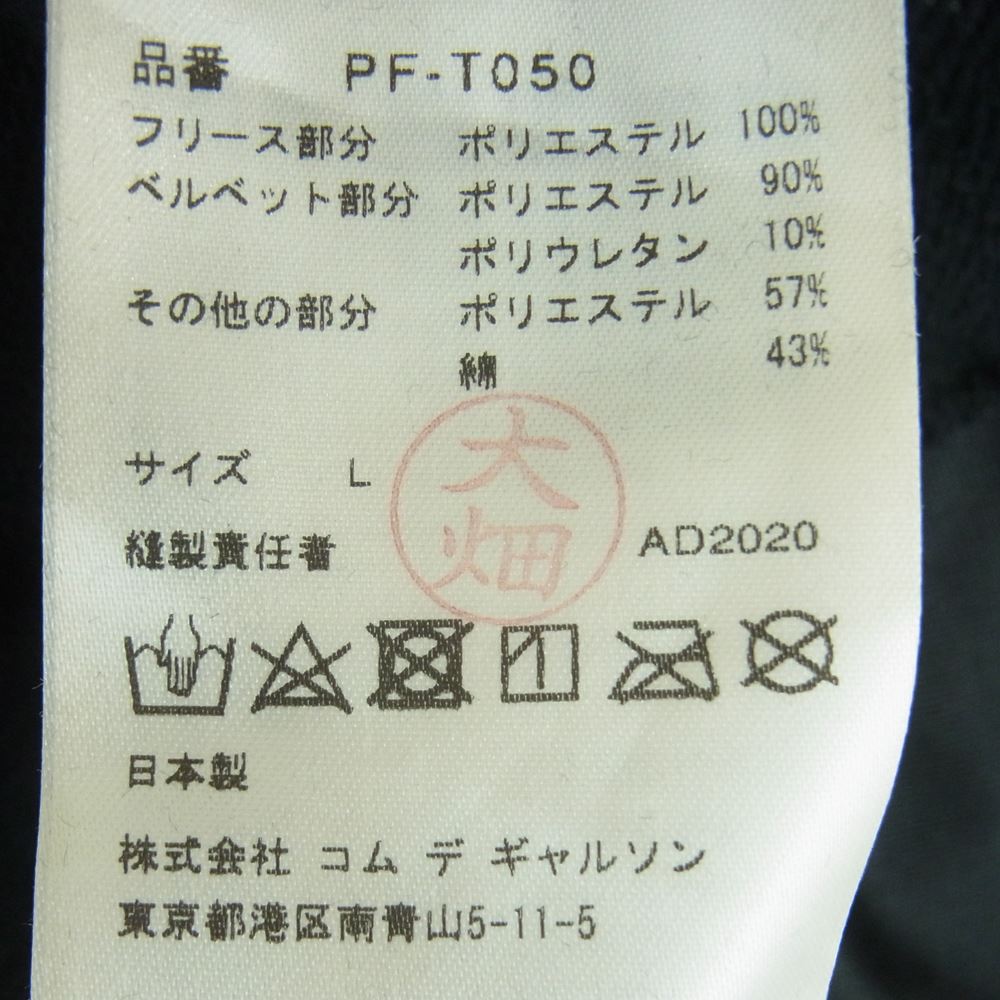 品番 PF-T050
フリース部分 ポリエステル 100%
ベルベット部分 ポリエステル 90%
ポリウレタン 10%
その他の部分 ポリエステル 57%
綿 43%
サイズ L
縫製責任者 大畑 AD2020
日本製
株式会社 コム デ ギャルソン
東京都港区南青山5-11-5